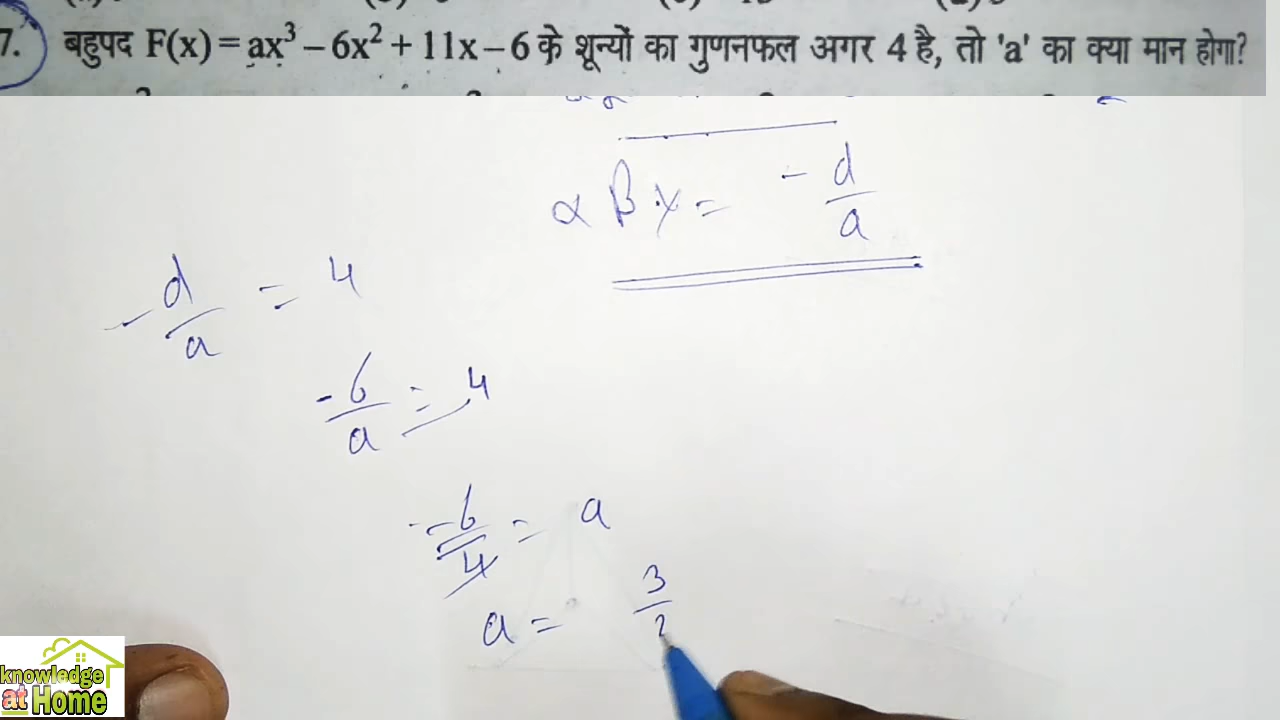 7. बहुपद F(x) = ax³ – 6x² + 11x – 6 के शून्यों का गुणनफल अगर 4 है, तो 'a' का क्या मान होगा?
α β γ = - d/a
- d/a = 4
- 6/a = 4
- 6/4 = a
a = 3/2
knowledge
at Home